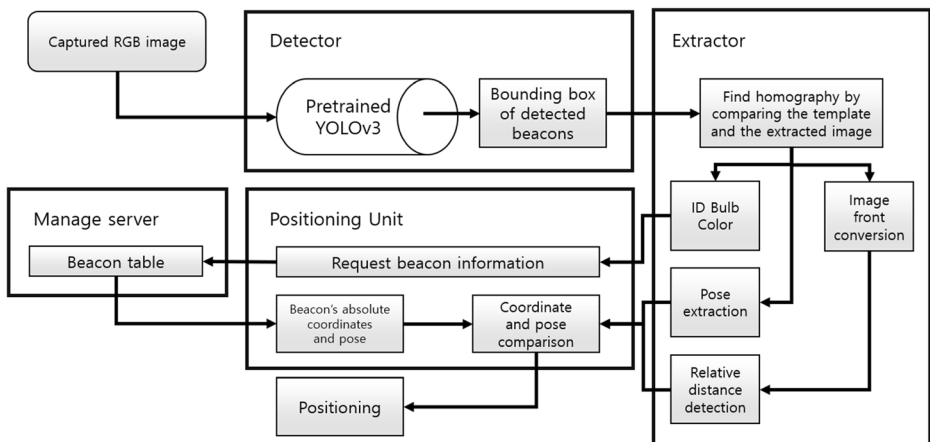 Captured RGB image
Detector
Pretrained
YOLOv3
Bounding box
of detected
beacons
Extractor
Find homography by
comparing the template
and the extracted image
ID Bulb
Color
Image
front
conversion
Pose
extraction
Relative
distance
detection
Manage server
Beacon table
Positioning Unit
Request beacon information
Beacon's absolute
coordinates
and pose
Coordinate
and pose
comparison
Positioning